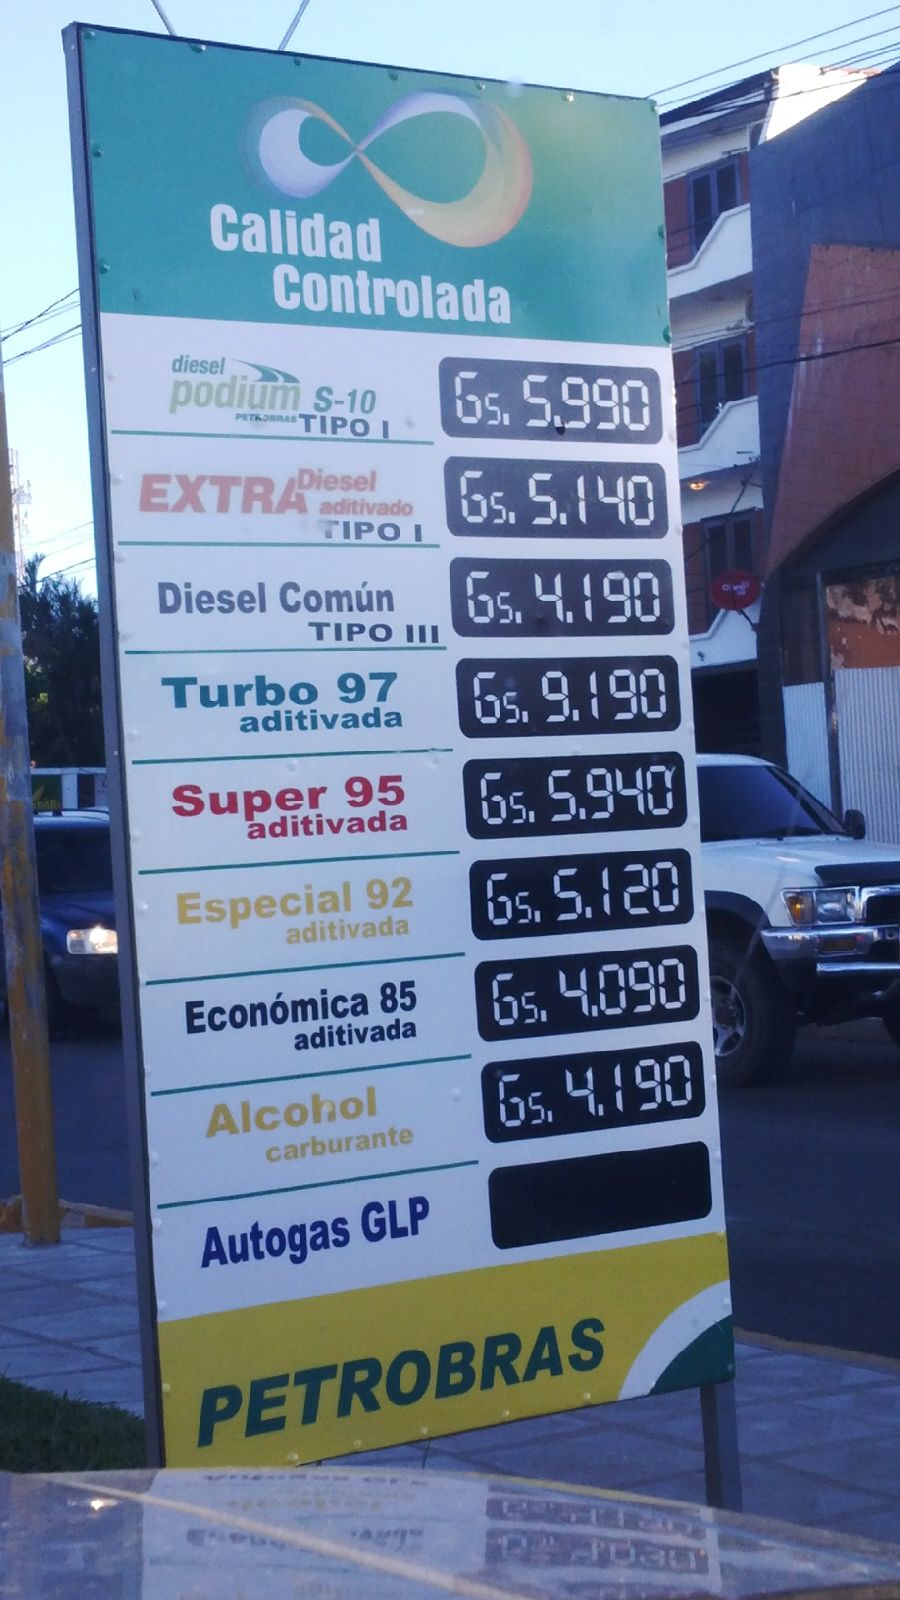 Calidad
Controlada
diesel
podium S-10
PETROBRAS
TIPO I
Gs. 5.990
EXTRA Diesel
aditivado
TIPO I
Gs. 5.140
Diesel Común
TIPO III
Gs. 4.190
Turbo 97
aditivada
Gs. 9.190
Super 95
aditivada
Gs. 5.940
Especial 92
aditivada
Gs. 5.120
Económica 85
aditivada
Gs. 4.090
Alcohol
carburante
Gs. 4.190
Autogas GLP
PETROBRAS